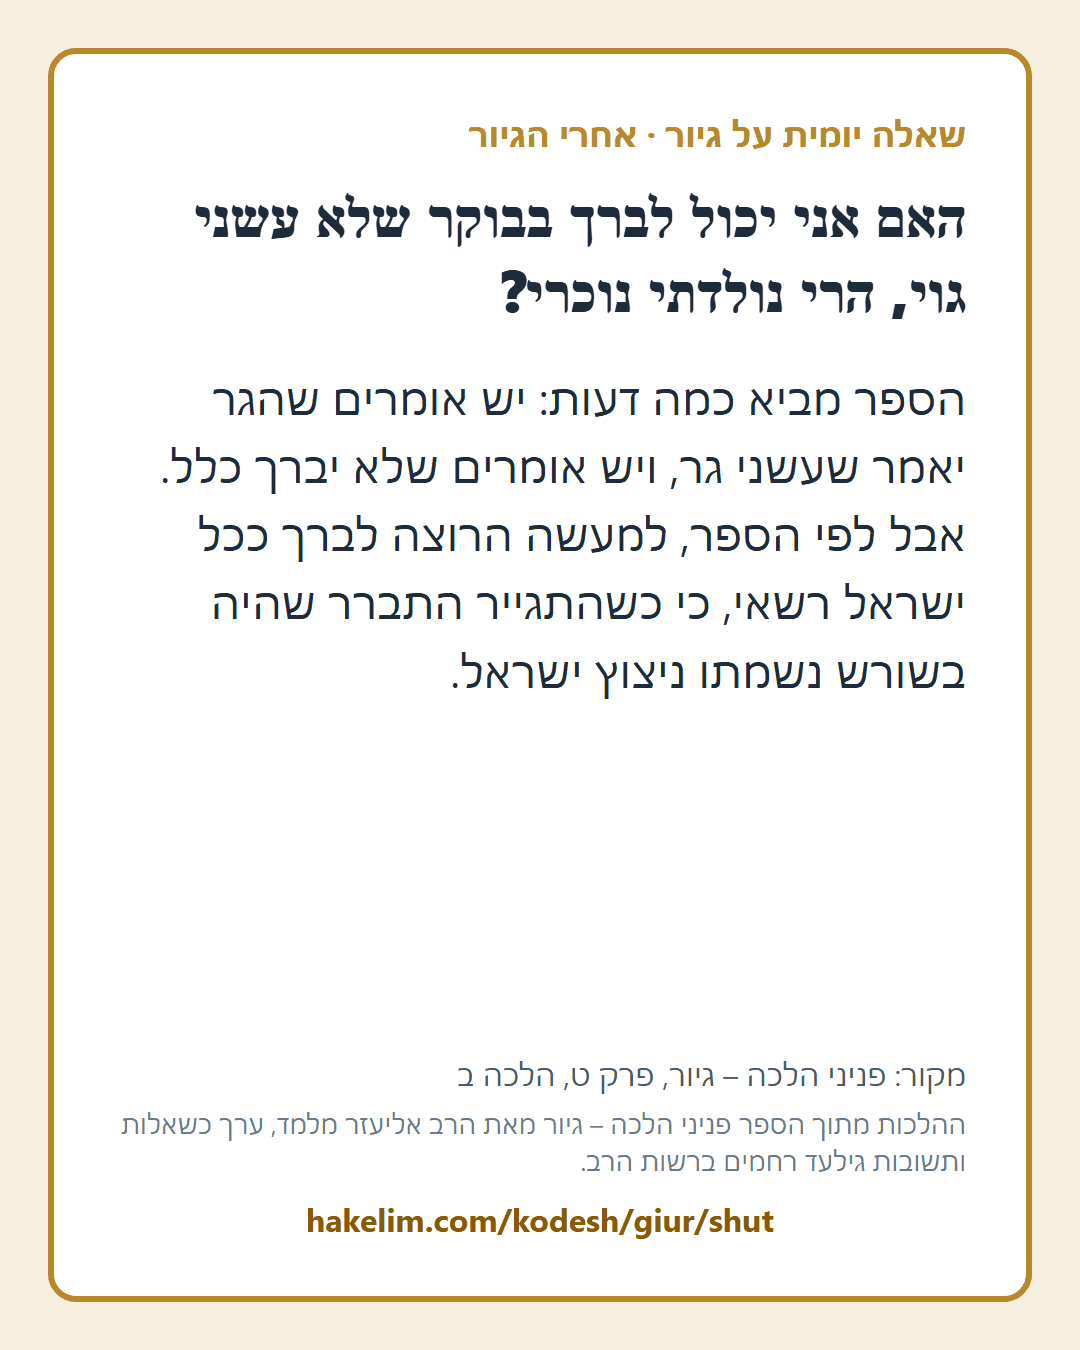 שאלה יומית על גיור · אחרי הגיור
האם אני יכול לברך בבוקר שלא עשני
גוי, הרי נולדתי נוכרי?
הספר מביא כמה דעות: יש אומרים שהגר
יאמר שעשני גר, ויש אומרים שלא יברך כלל.
אבל לפי הספר, למעשה הרוצה לברך ככל
ישראל רשאי, כי כשהתגייר התברר שהיה
בשורש נשמתו ניצוץ ישראל.
מקור: פניני הלכה – גיור, פרק ט, הלכה ב
ההלכות מתוך הספר פניני הלכה – גיור מאת הרב אליעזר מלמד, ערך כשאלות
ותשובות גילעד רחמים ברשות הרב.
hakelim.com/kodesh/giur/shut